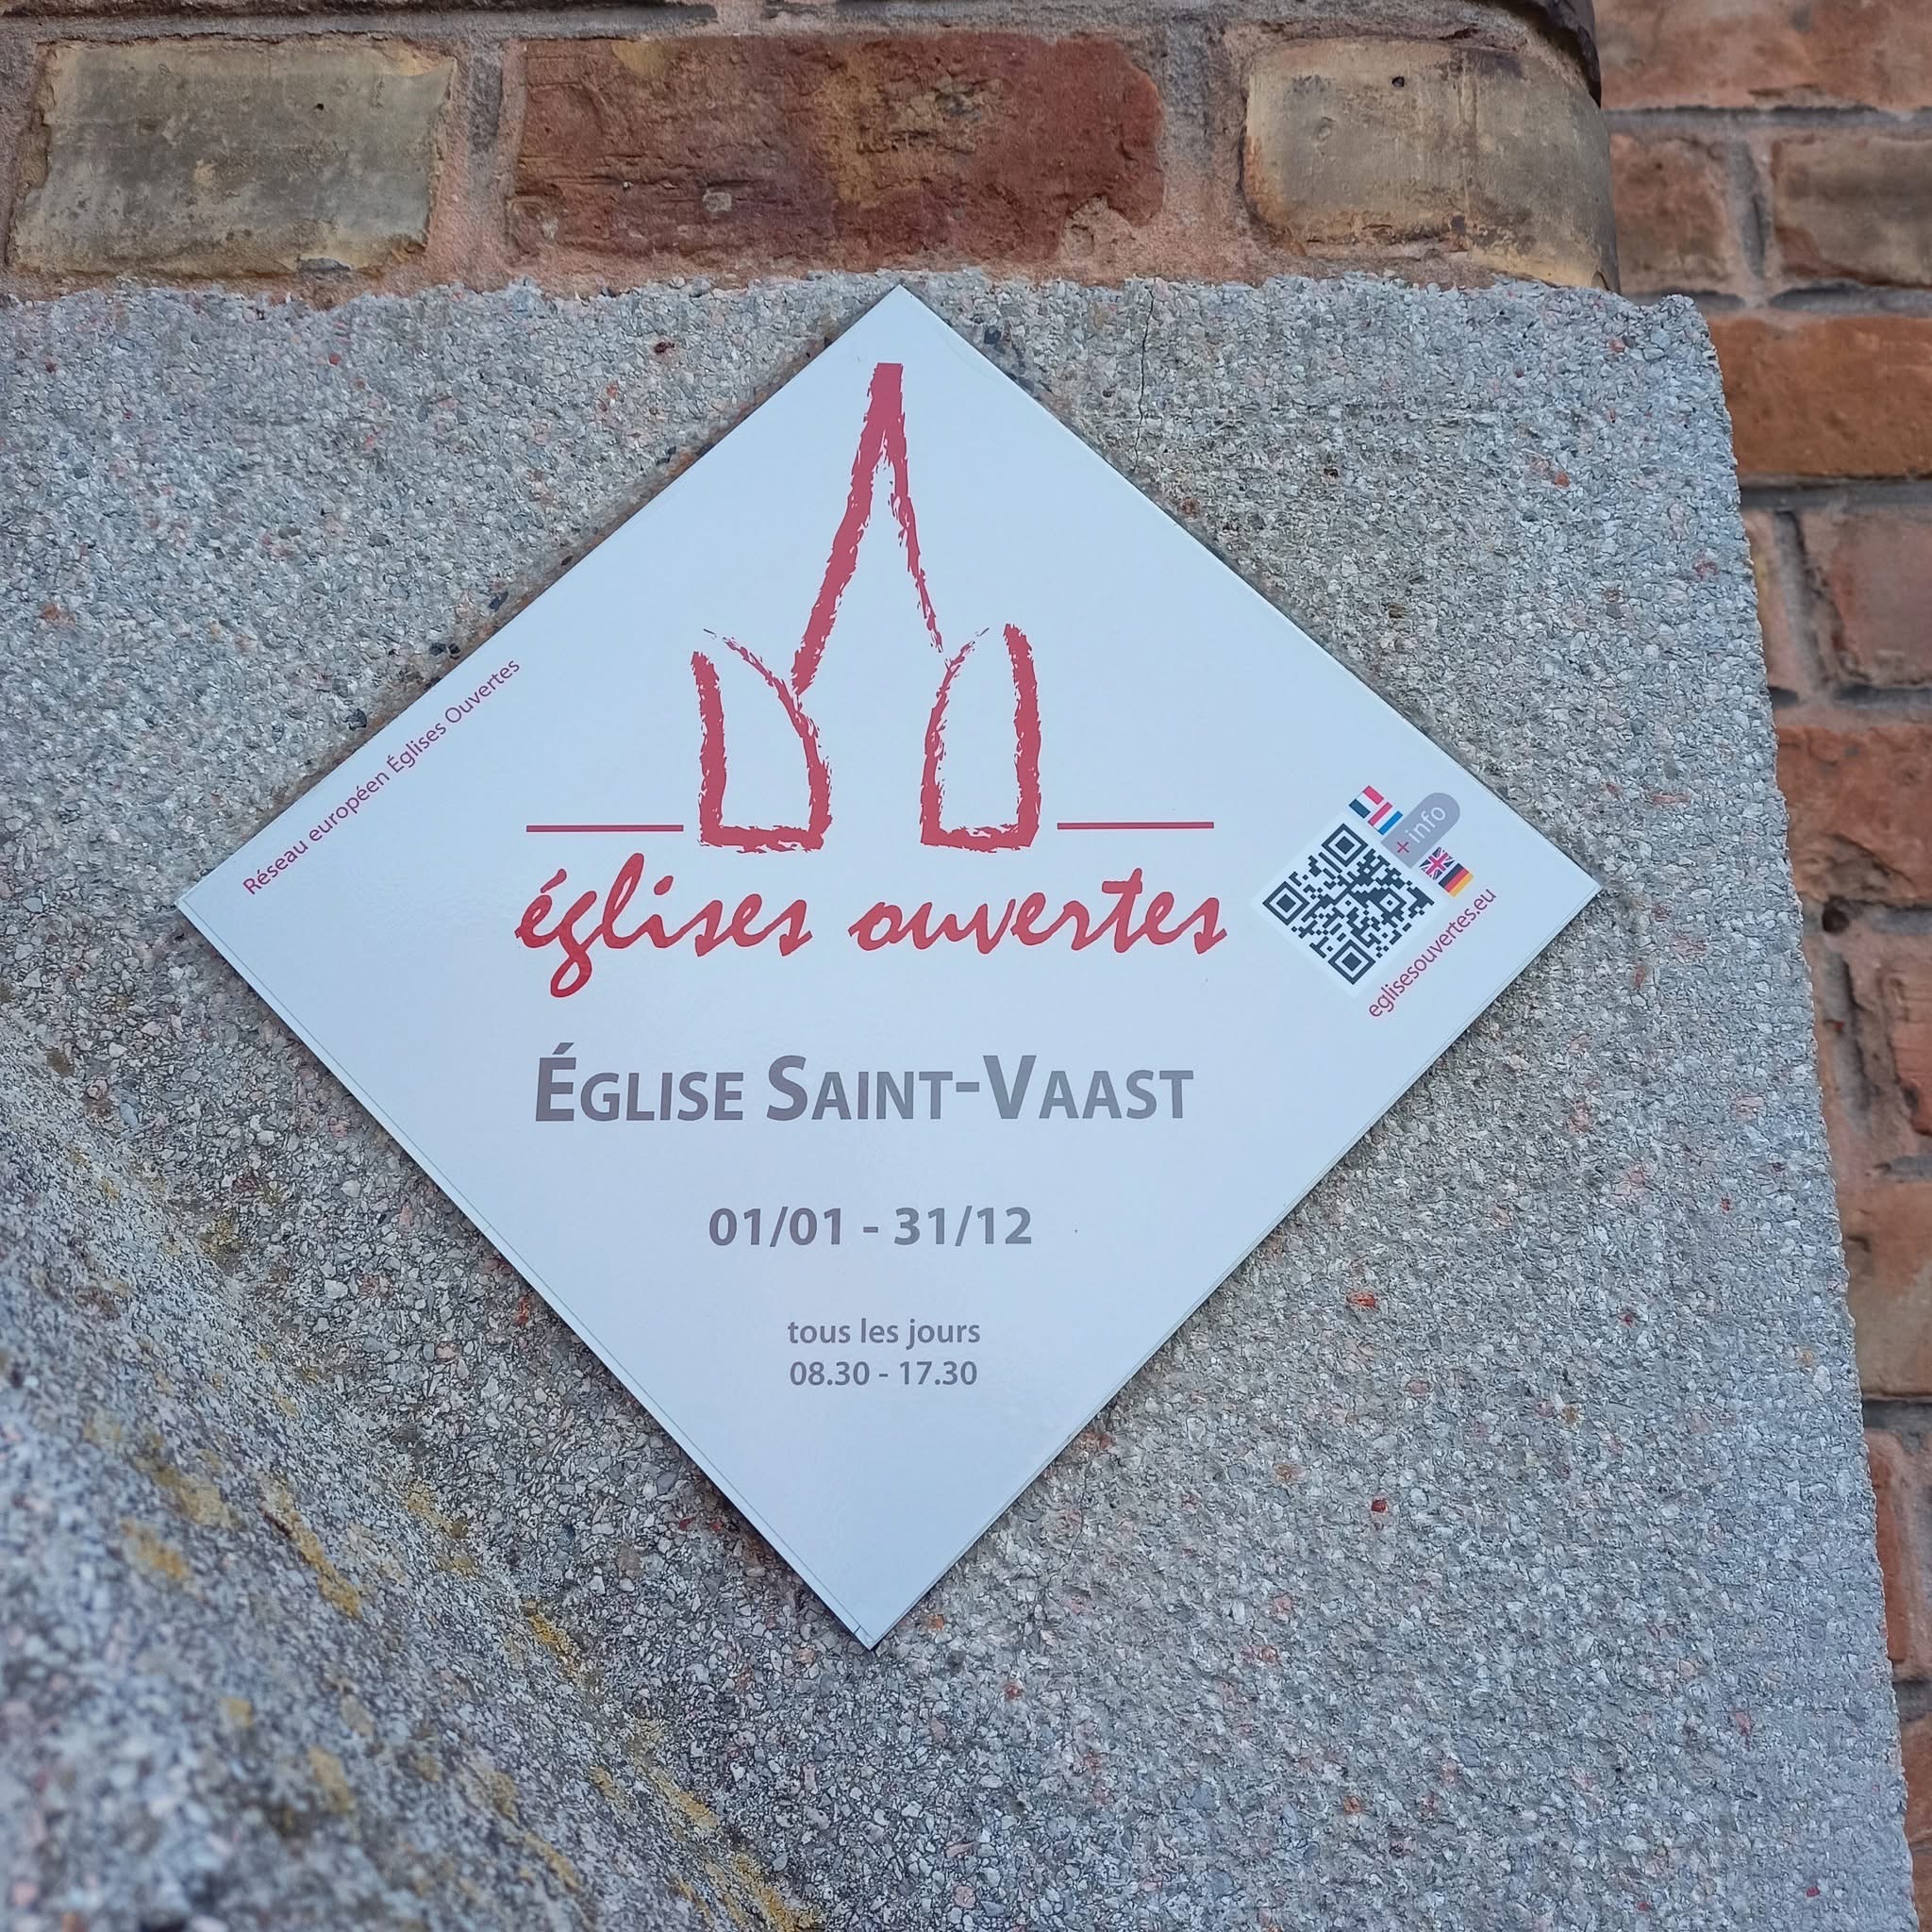 Réseau européen Églises Ouvertes
églises ouvertes
+ info
eglisesouvertes.eu
ÉGLISE SAINT-VAAST
01/01 - 31/12
tous les jours
08.30 - 17.30